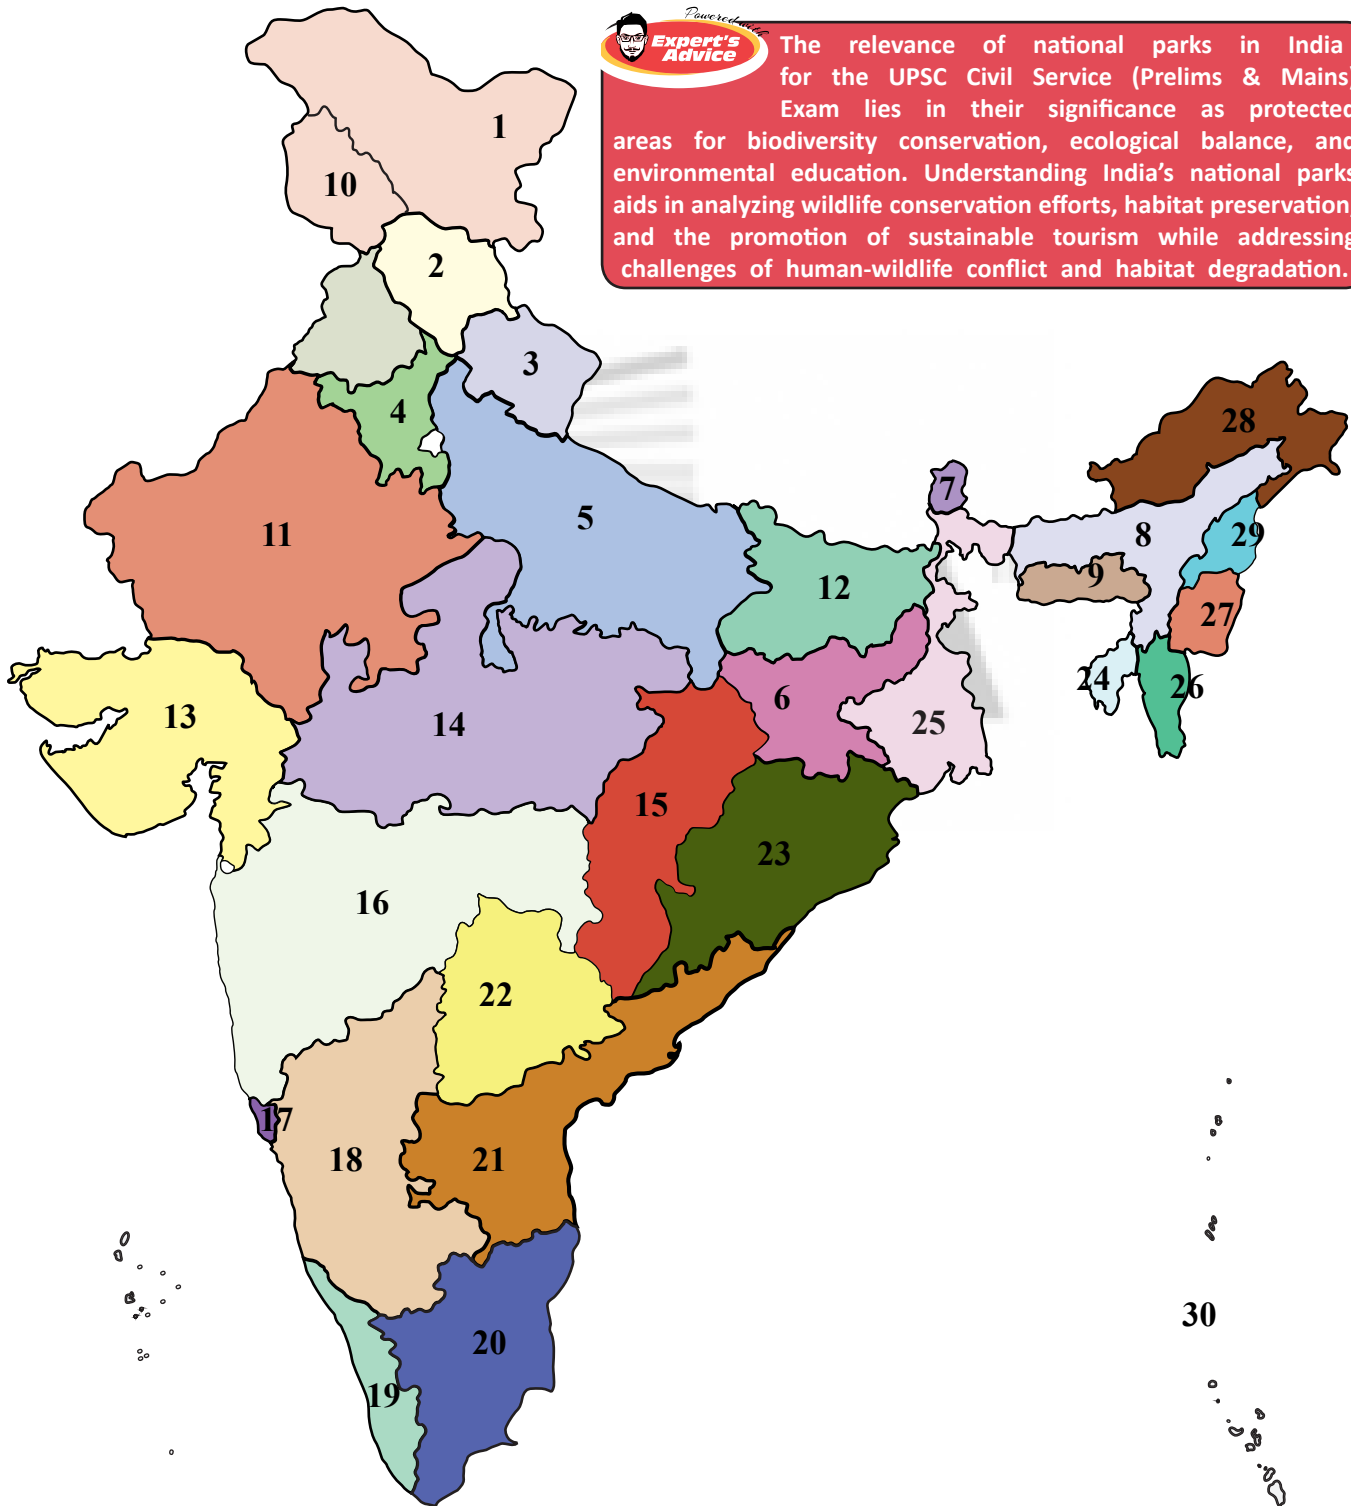 Powered with
Expert's
Advice
The relevance of national parks in India
for the UPSC Civil Service (Prelims & Mains)
Exam lies in their significance as protected
areas for biodiversity conservation, ecological balance, and
environmental education. Understanding India's national parks
aids in analyzing wildlife conservation efforts, habitat preservation,
and the promotion of sustainable tourism while addressing
challenges of human-wildlife conflict and habitat degradation.
1
10
2
3
4
28
7
11
5
8
29
9
12
27
24
26
6
13
25
14
15
23
16
22
17
18
21
30
20
19